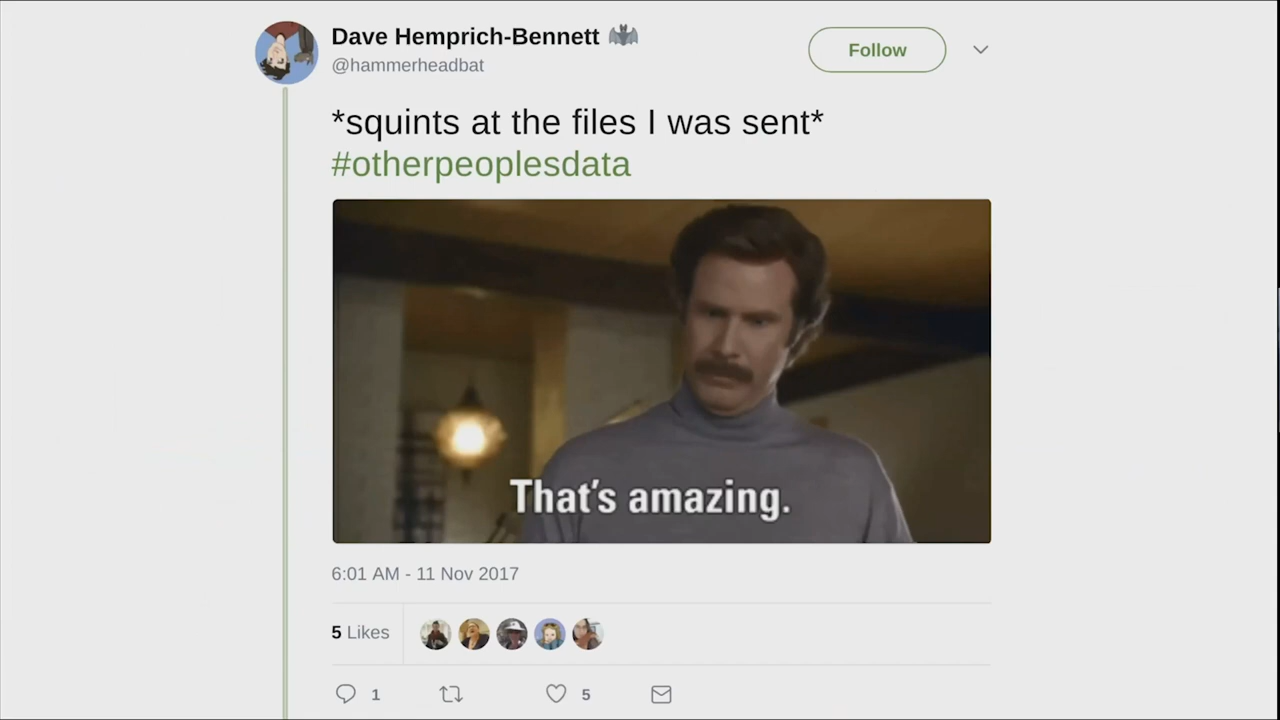 Dave Hemprich-Bennett 🦇
@hammerheadbat
Follow
*squints at the files I was sent*
#otherpeoplesdata
That's amazing.
6:01 AM - 11 Nov 2017
5 Likes
1
5